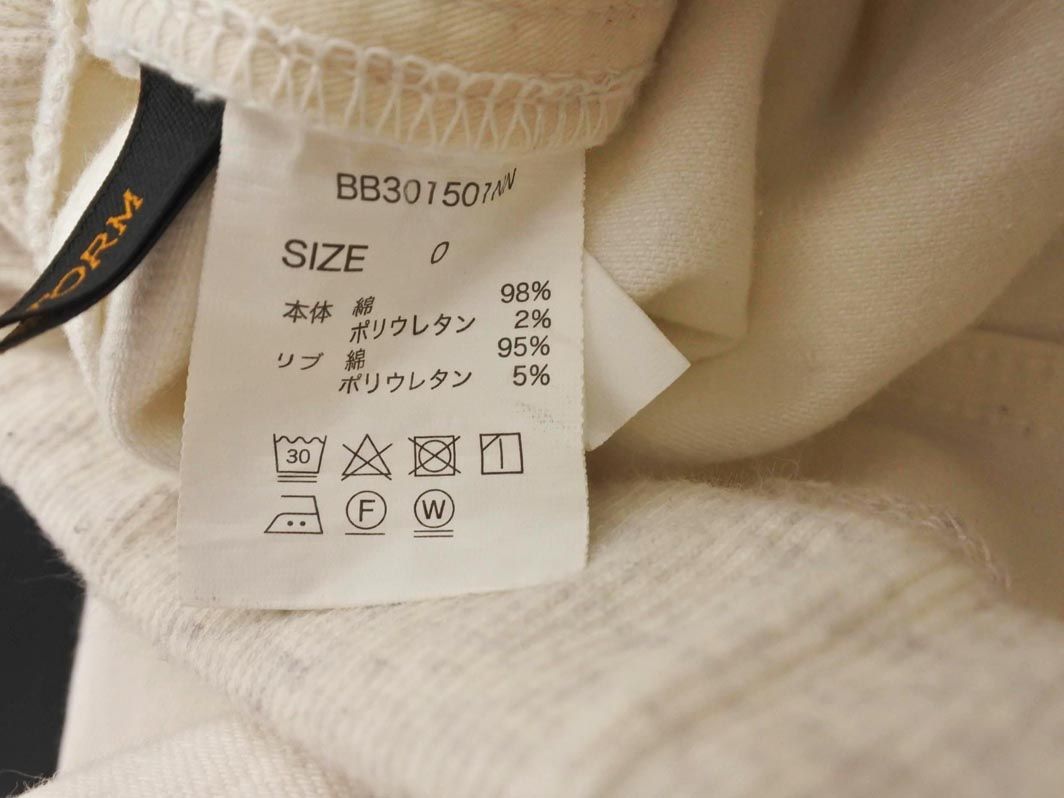 BB301501NN
SIZE 0
本体 綿 98%
ポリウレタン 2%
リブ 綿 95%
ポリウレタン 5%
30
F W
FORM